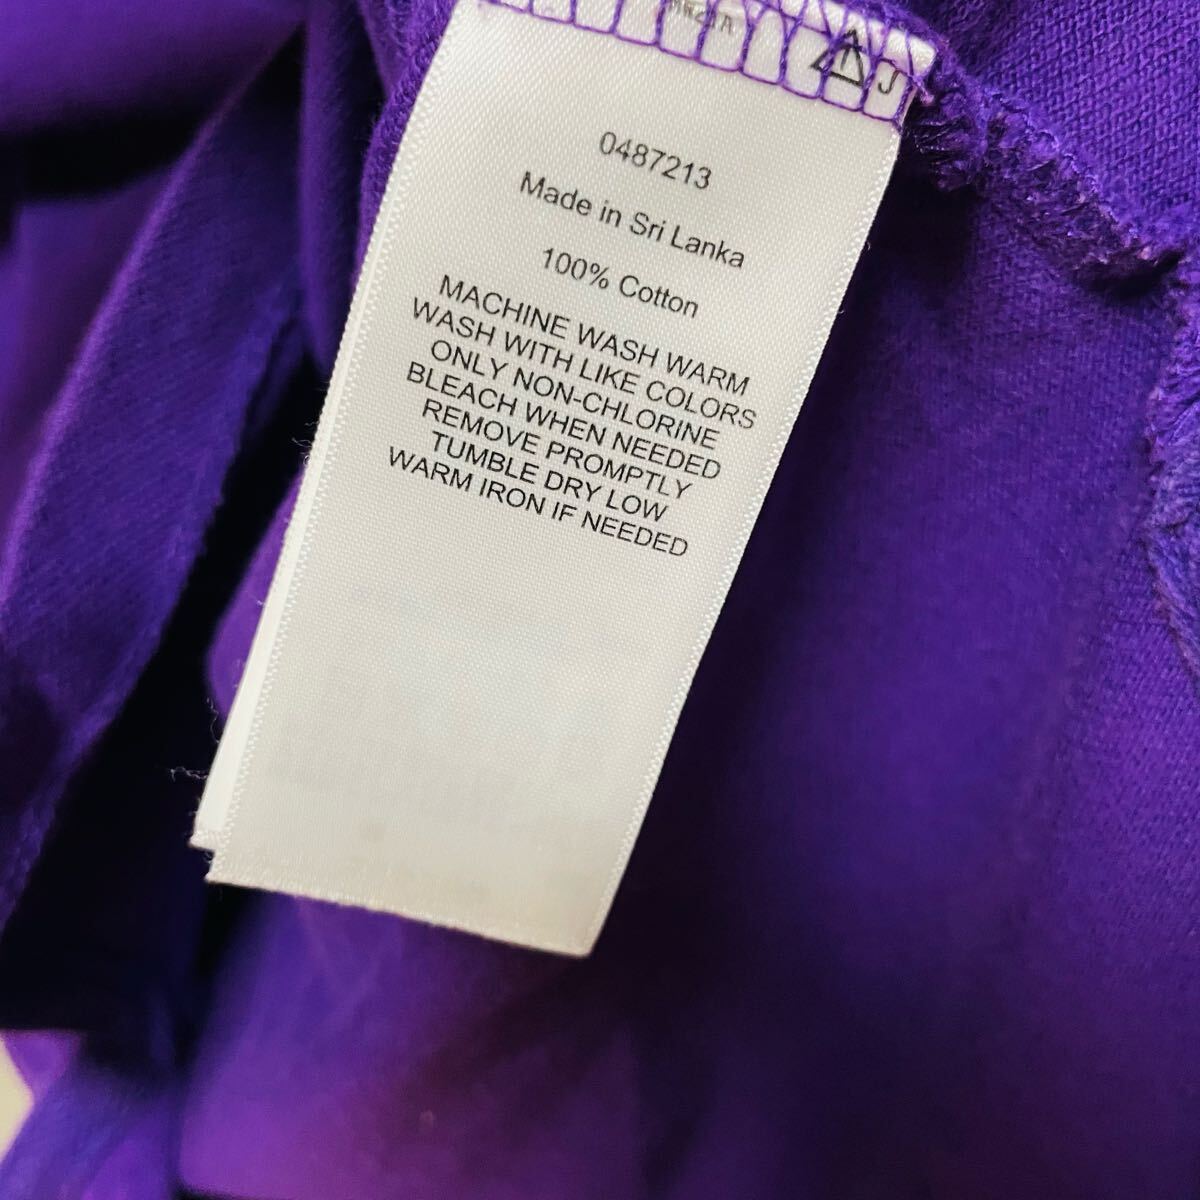 J
0487213
Made in Sri Lanka
100% Cotton
MACHINE WASH WARM
WASH WITH LIKE COLORS
ONLY NON-CHLORINE
BLEACH WHEN NEEDED
REMOVE PROMPTLY
TUMBLE DRY LOW
WARM IRON IF NEEDED